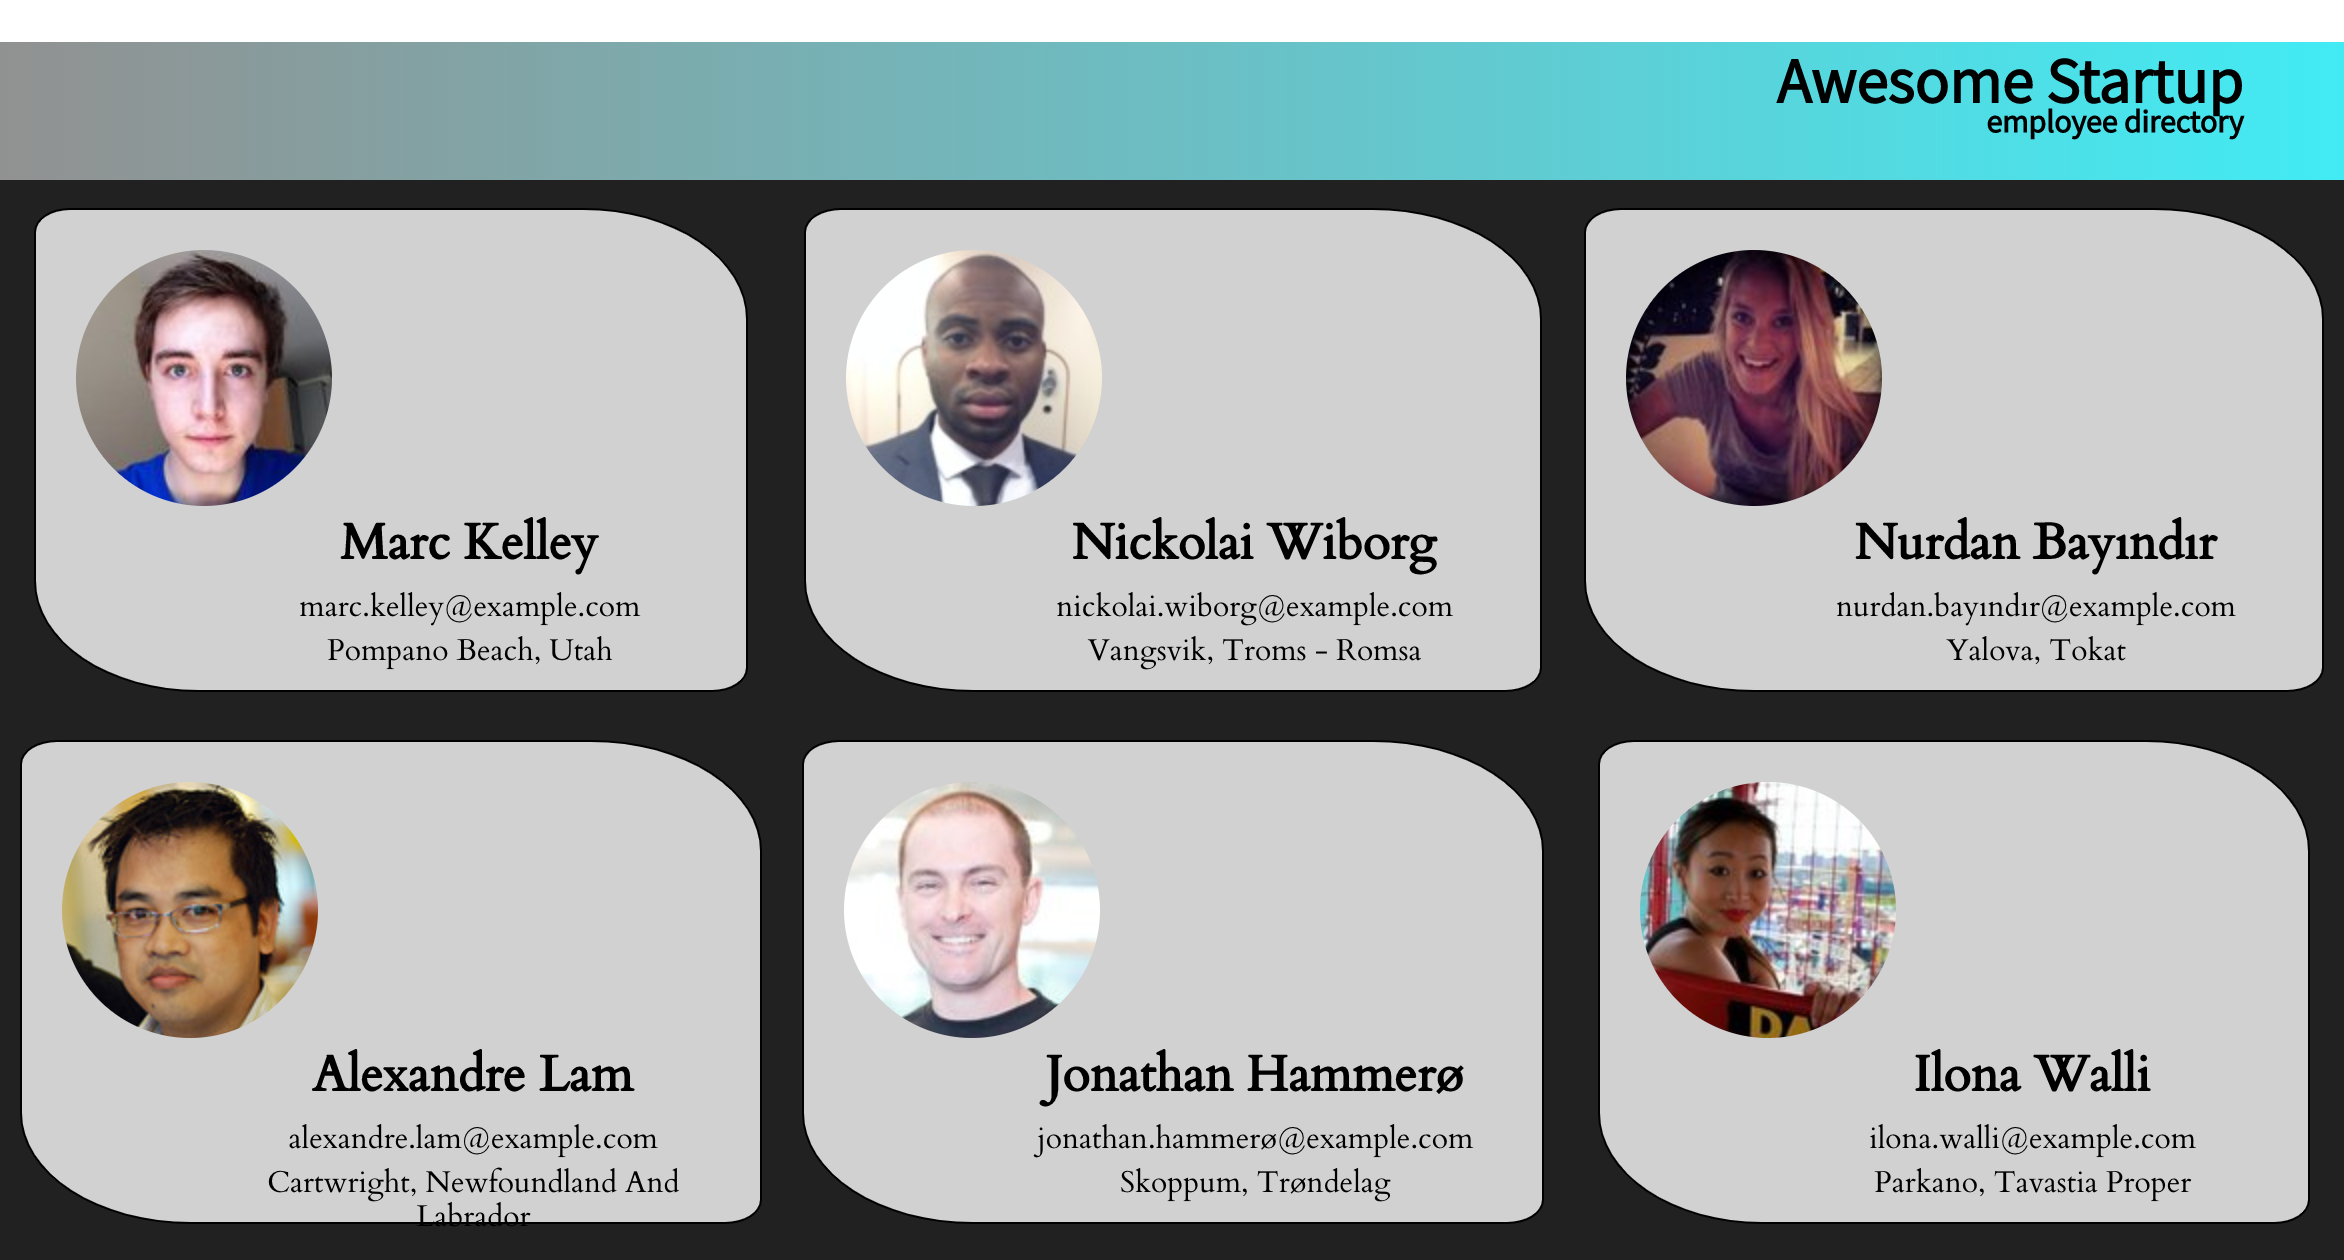 Awesome Startup
employee directory
Marc Kelley
marc.kelley@example.com
Pompano Beach, Utah
Nickolai Wiborg
nickolai.wiborg@example.com
Vangsvik, Troms - Romsa
Nurdan Bayındır
nurdan.bayındır@example.com
Yalova, Tokat
Alexandre Lam
alexandre.lam@example.com
Cartwright, Newfoundland And
Labrador
Jonathan Hammerø
jonathan.hammerø@example.com
Skoppum, Trøndelag
DA
Ilona Walli
ilona.walli@example.com
Parkano, Tavastia Proper